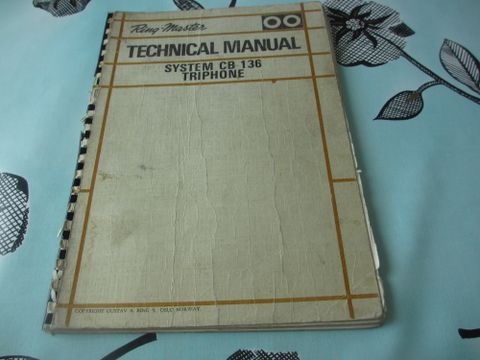 Ring Master
TECHNICAL MANUAL
SYSTEM CB 136
TRIPHONE
COPYRIGHT GUSTAV A. RING % OSLO NORWAY